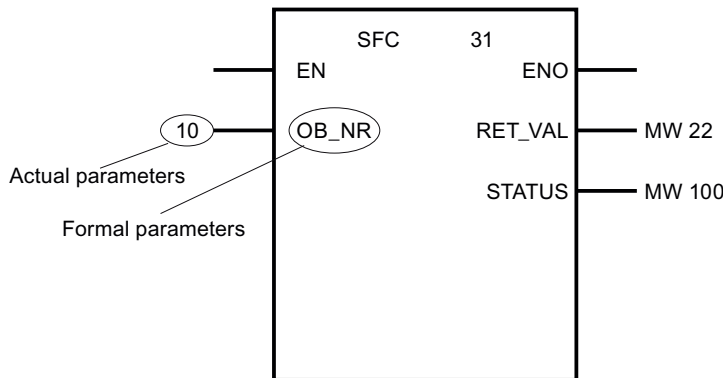 SFC 31
EN ENO
10 OB_NR RET_VAL MW 22
Actual parameters
STATUS MW 100
Formal parameters